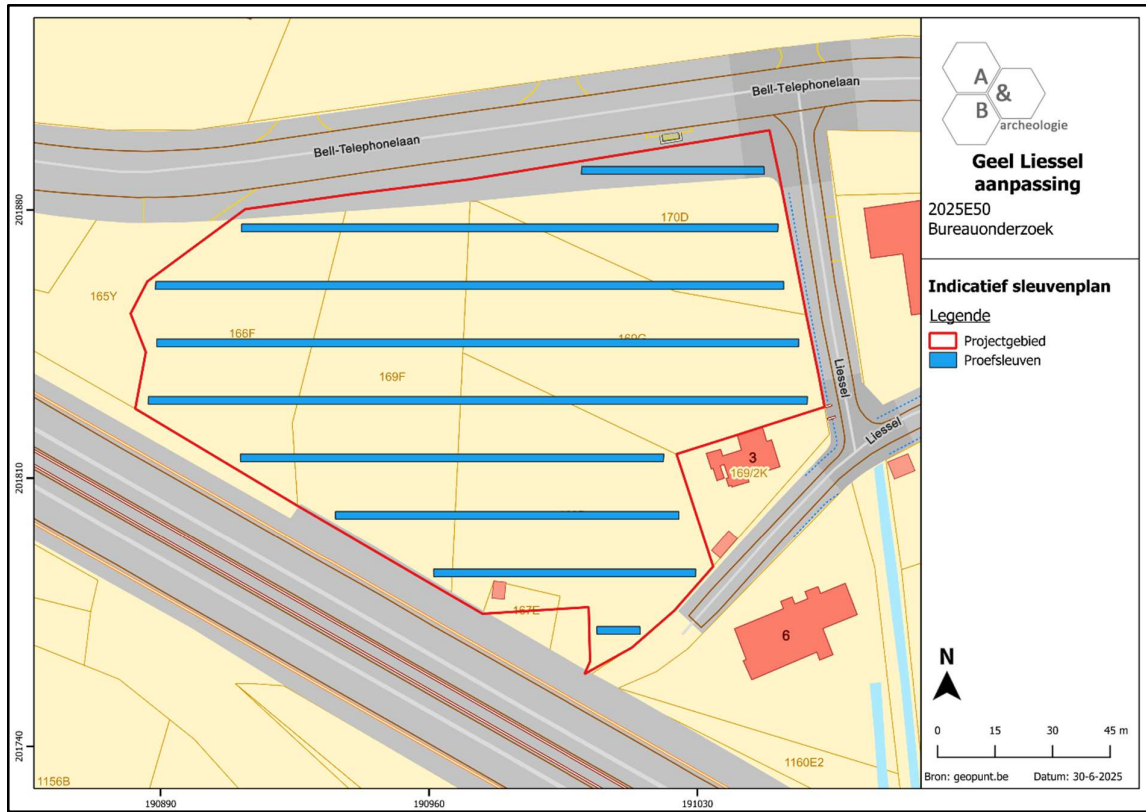 Bell-Telephonelaan
Bell-Telephonelaan
170D
165Y
166F
169G
169F
Liessel
Liessel
3
169/2K
167E
6
1160E2
1156B
201880
201810
201740
190890
190960
191030
A
&
B
archeologie
Geel Liessel
aanpassing
2025E50
Bureauonderzoek
Indicatief sleuvenplan
Legende
Projectgebied
Proefsleuven
N
0 15 30 45 m
Bron: geopunt.be Datum: 30-6-2025